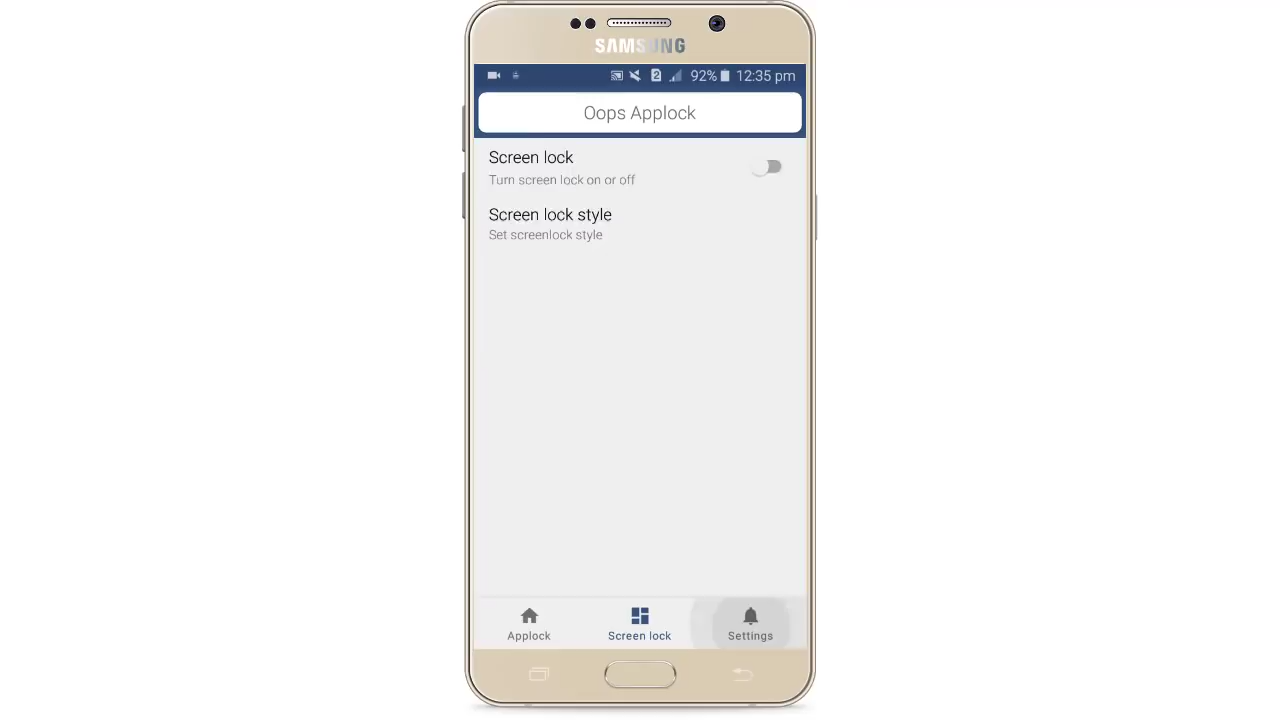 SAMSUNG
2 92% 12:35 pm
Oops Applock
Screen lock
Turn screen lock on or off
Screen lock style
Set screenlock style
Applock Screen lock Settings